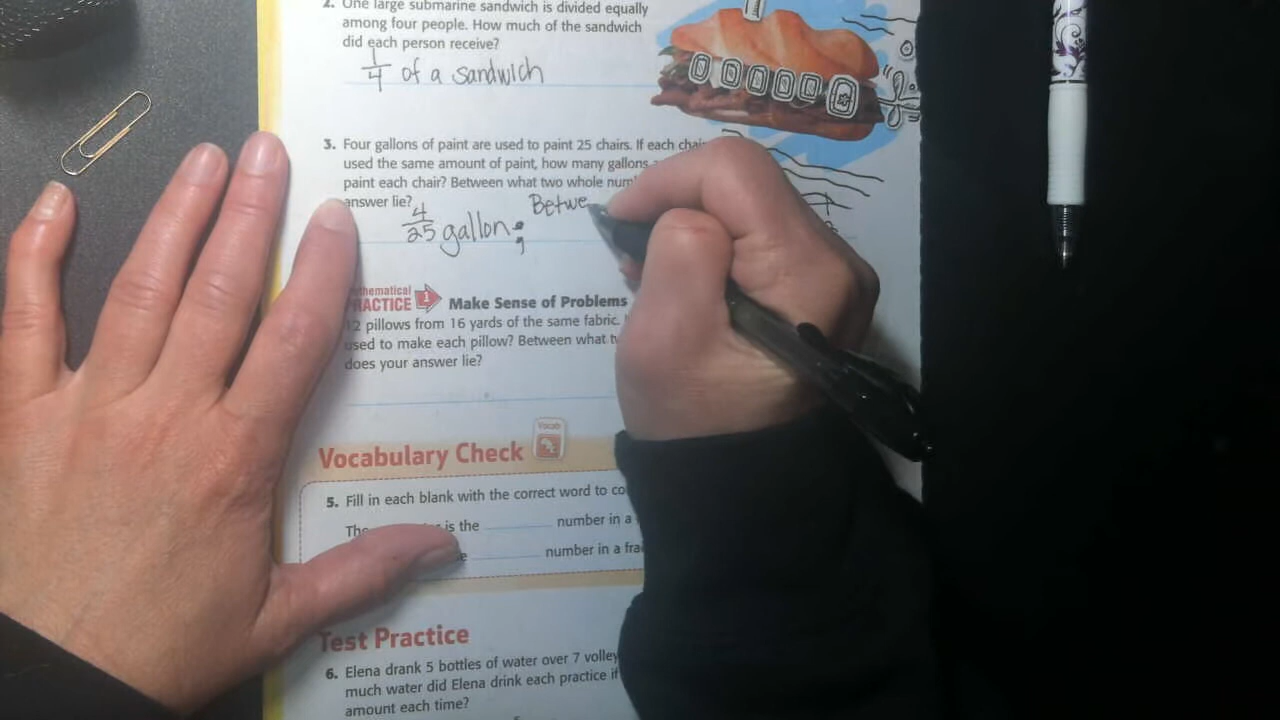 2. One large submarine sandwich is divided equally
among four people. How much of the sandwich
did each person receive?
1/4 of a sandwich
3. Four gallons of paint are used to paint 25 chairs. If each
used the same amount of paint, how many gallons
paint each chair? Between what two whole
answer lie?
4/25 gallon;
Betwe
PRACTICE 1 Make Sense of Problems
12 pillows from 16 yards of the same fabric.
used to make each pillow? Between what
does your answer lie?
Vocabulary Check
Vocab
5. Fill in each blank with the correct word to
is the ______ number in a
______ number in a
Test Practice
6. Elena drank 5 bottles of water over 7
much water did Elena drink each practice if
amount each time?